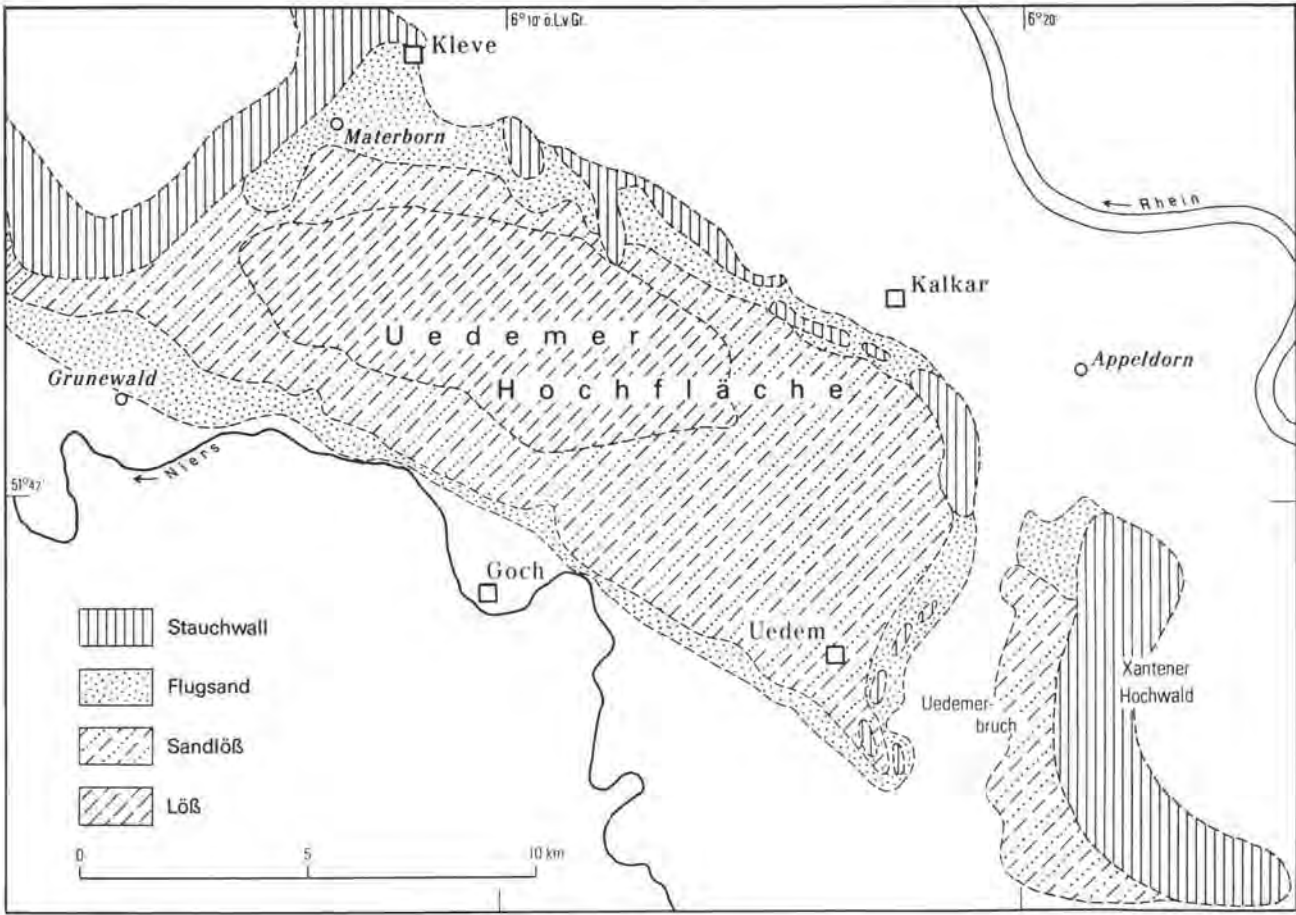 6°10' ö.L.v.Gr.
6°20'
Kleve
Materborn
Rhein
Kalkar
Uedemer
Hochfläche
Appeldorn
Grunewald
Niers
51°42'
Goch
Uedem
Xantener
Hochwald
Uedemer-
bruch
Stauchwall
Flugsand
Sandlöß
Löß
0 5 10 km